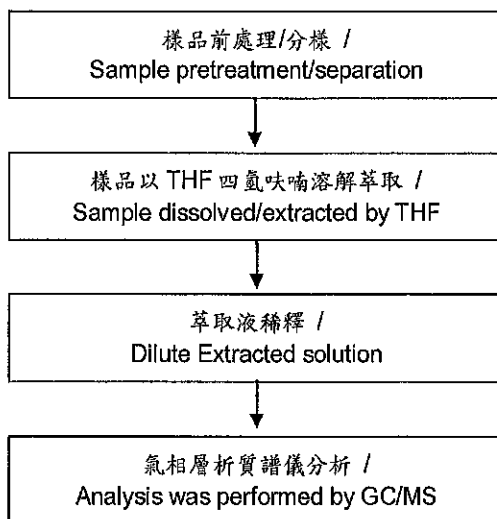 樣品前處理/分樣 /
Sample pretreatment/separation
樣品以 THF 四氫呋喃溶解萃取 /
Sample dissolved/extracted by THF
萃取液稀釋 /
Dilute Extracted solution
氣相層析質譜儀分析 /
Analysis was performed by GC/MS